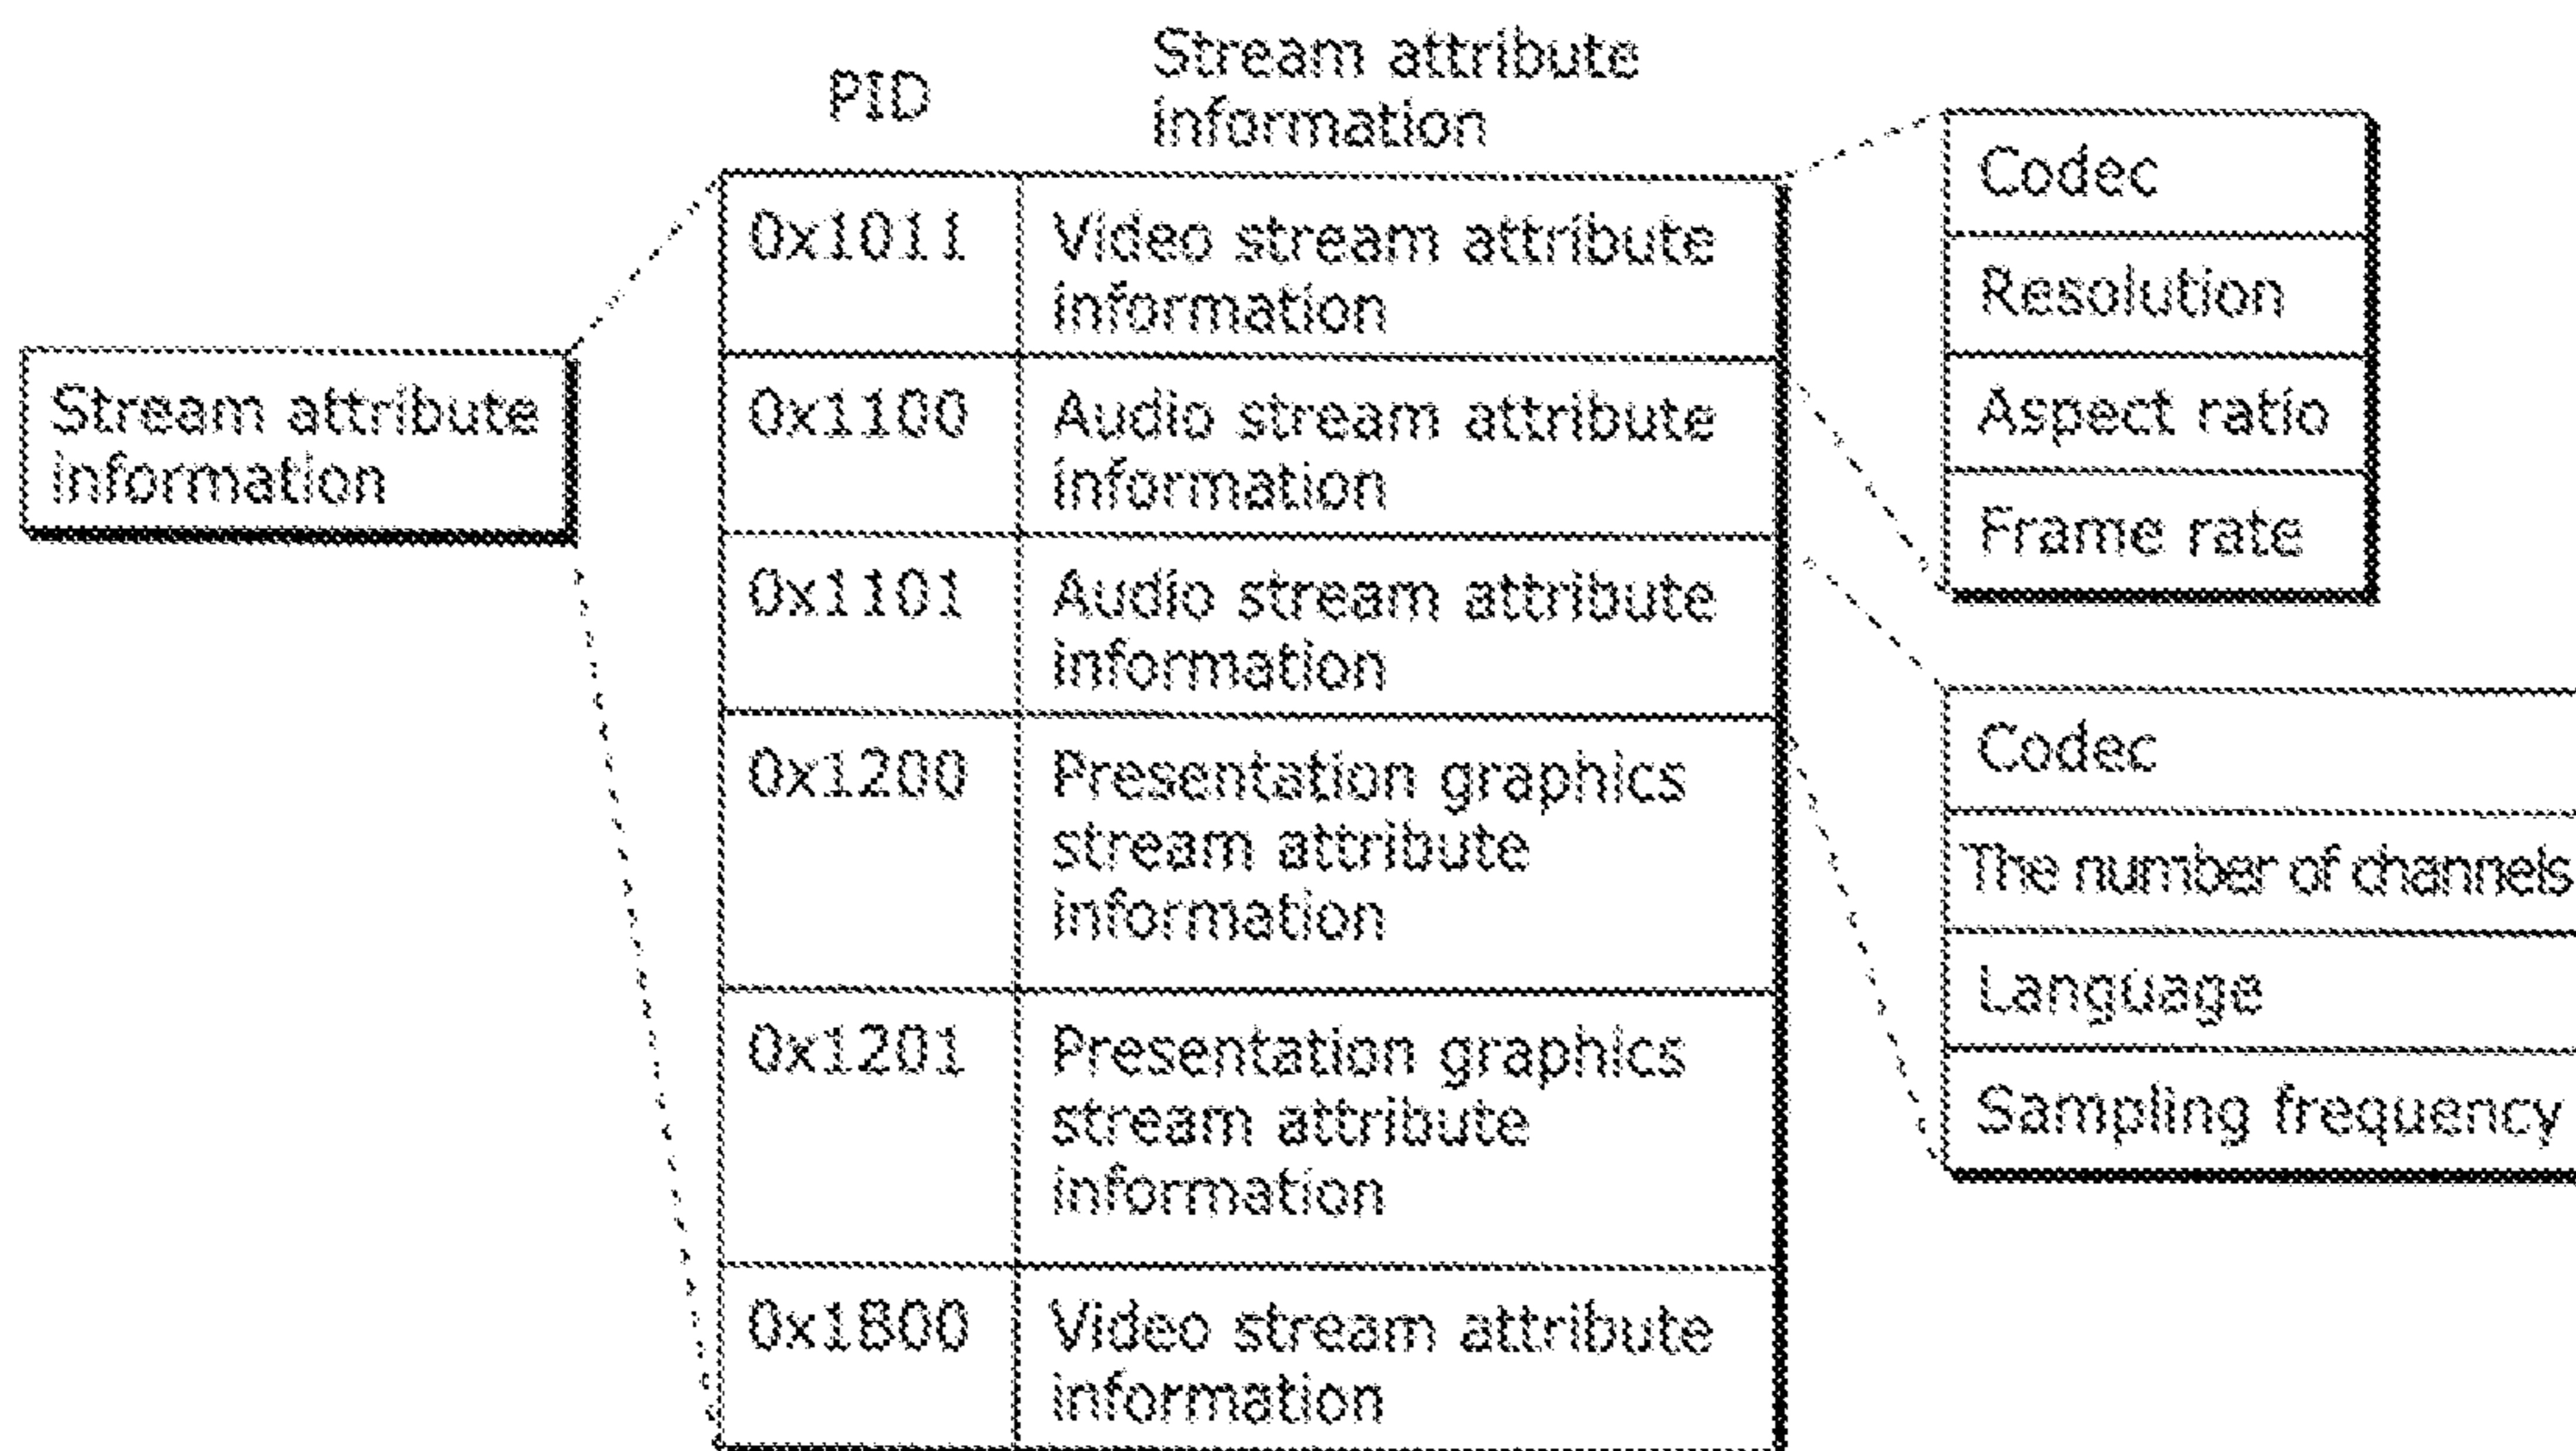 PID
Stream attribute
information
Stream attribute
information
0x1011
Video stream attribute
information
0x1100
Audio stream attribute
information
0x1101
Audio stream attribute
information
0x1200
Presentation graphics
stream attribute
information
0x1201
Presentation graphics
stream attribute
information
0x1B00
Video stream attribute
information
Codec
Resolution
Aspect ratio
Frame rate
Codec
The number of channels
Language
Sampling frequency